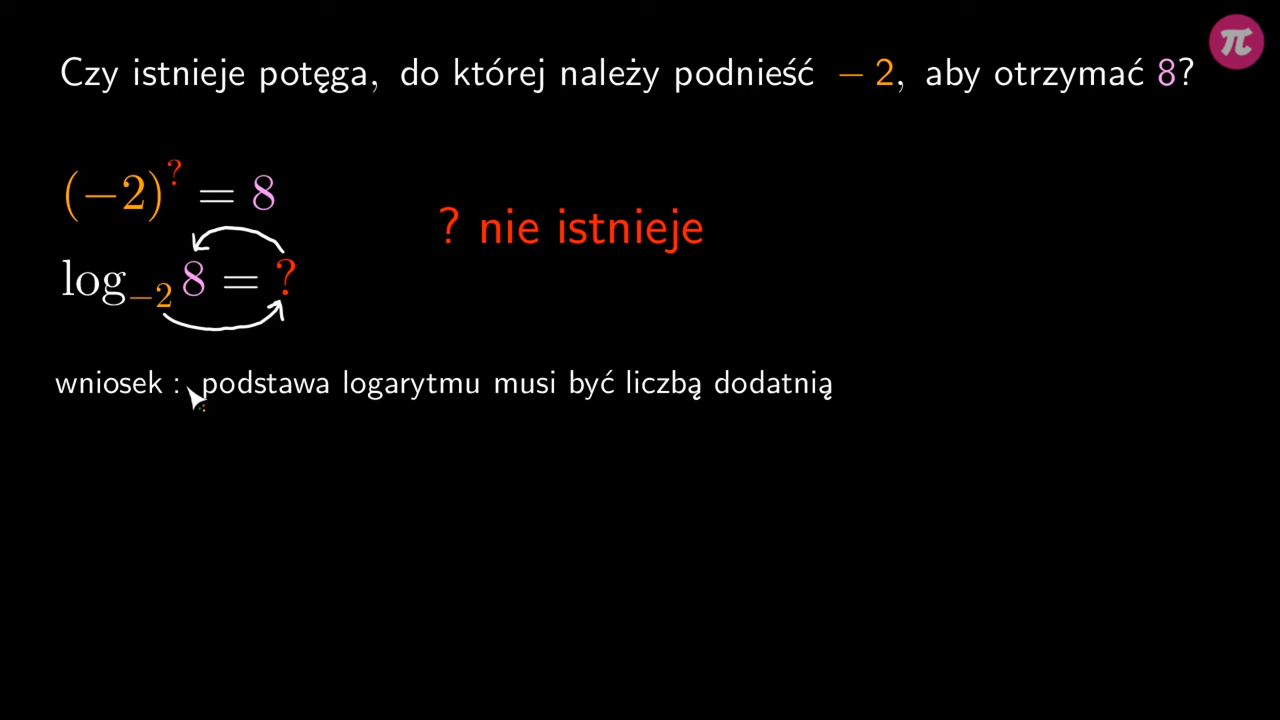 Czy istnieje potęga, do której należy podnieść −2, aby otrzymać 8?
(−2)^? = 8
? nie istnieje
log_−2 8 = ?
wniosek : podstawa logarytmu musi być liczbą dodatnią
π